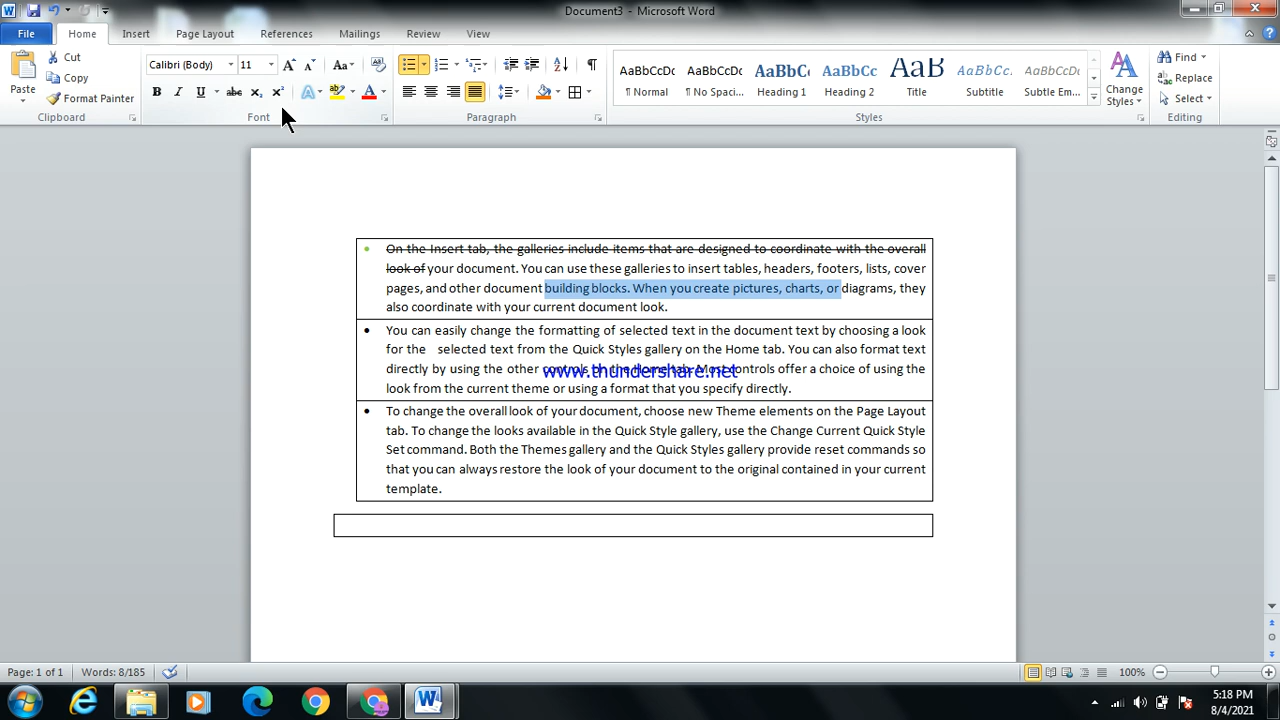 Document3 - Microsoft Word
File Home Insert Page Layout References Mailings Review View
Paste
Cut
Copy
Format Painter
Clipboard
Calibri (Body) 11
Font
Paragraph
AaBbCcDc AaBbCcDc AaBbCc AaBbCc AaB AaBbCc. AaBbCcDc
¶ Normal ¶ No Spaci... Heading 1 Heading 2 Title Subtitle Subtle Em...
Styles
Change Styles
Find
Replace
Select
Editing
• On the Insert tab, the galleries include items that are designed to coordinate with the overall
look of your document. You can use these galleries to insert tables, headers, footers, lists, cover
pages, and other document building blocks. When you create pictures, charts, or diagrams, they
also coordinate with your current document look.
• You can easily change the formatting of selected text in the document text by choosing a look
for the selected text from the Quick Styles gallery on the Home tab. You can also format text
directly by using the other controls on the Home tab. Most controls offer a choice of using the
look from the current theme or using a format that you specify directly.
www.thundershare.net
• To change the overall look of your document, choose new Theme elements on the Page Layout
tab. To change the looks available in the Quick Style gallery, use the Change Current Quick Style
Set command. Both the Themes gallery and the Quick Styles gallery provide reset commands so
that you can always restore the look of your document to the original contained in your current
template.
Page: 1 of 1 Words: 8/185 100%
5:18 PM
8/4/2021